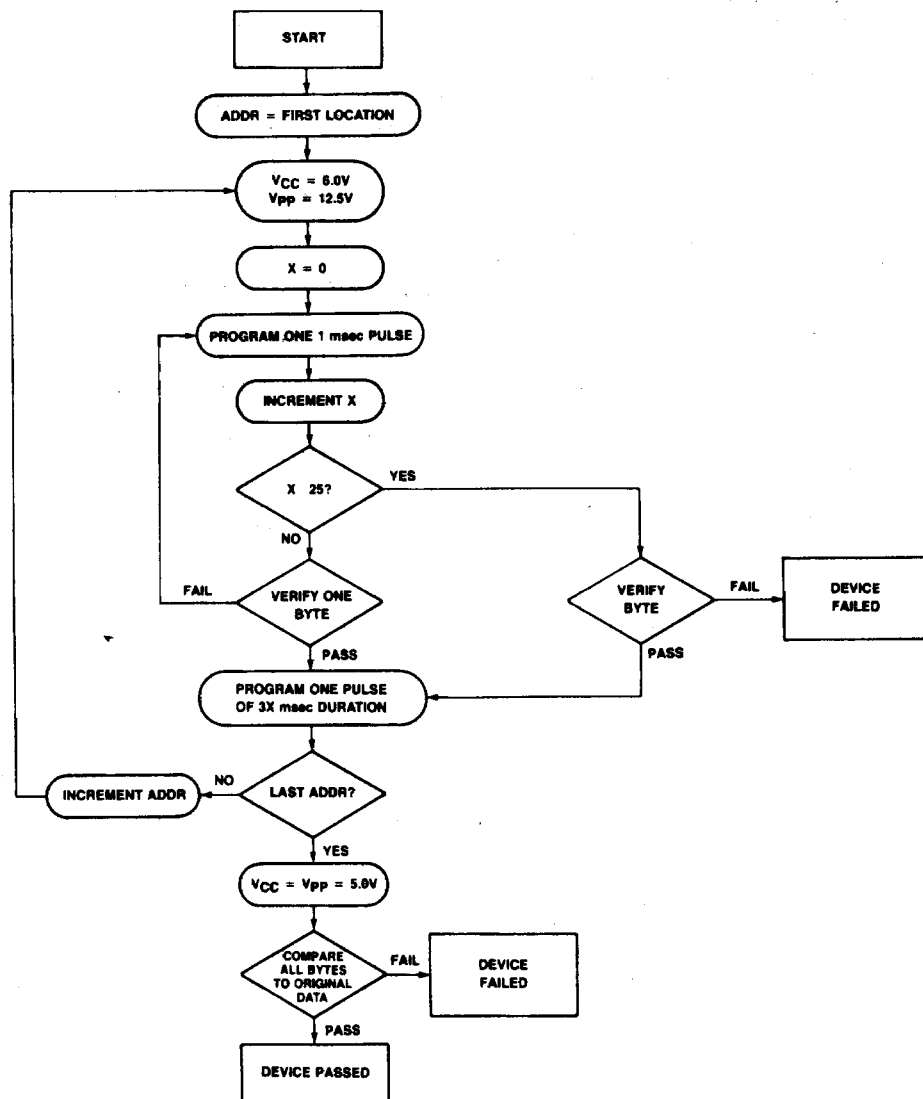 START
ADDR = FIRST LOCATION
VCC = 6.0V
VPP = 12.5V
X = 0
PROGRAM ONE 1 msec PULSE
INCREMENT X
X 25?
YES
NO
VERIFY ONE
BYTE
FAIL
PASS
VERIFY
BYTE
FAIL
PASS
DEVICE
FAILED
PROGRAM ONE PULSE
OF 3X msec DURATION
LAST ADDR?
NO
INCREMENT ADDR
YES
VCC = VPP = 5.0V
COMPARE
ALL BYTES
TO ORIGINAL
DATA
FAIL
DEVICE
FAILED
PASS
DEVICE PASSED